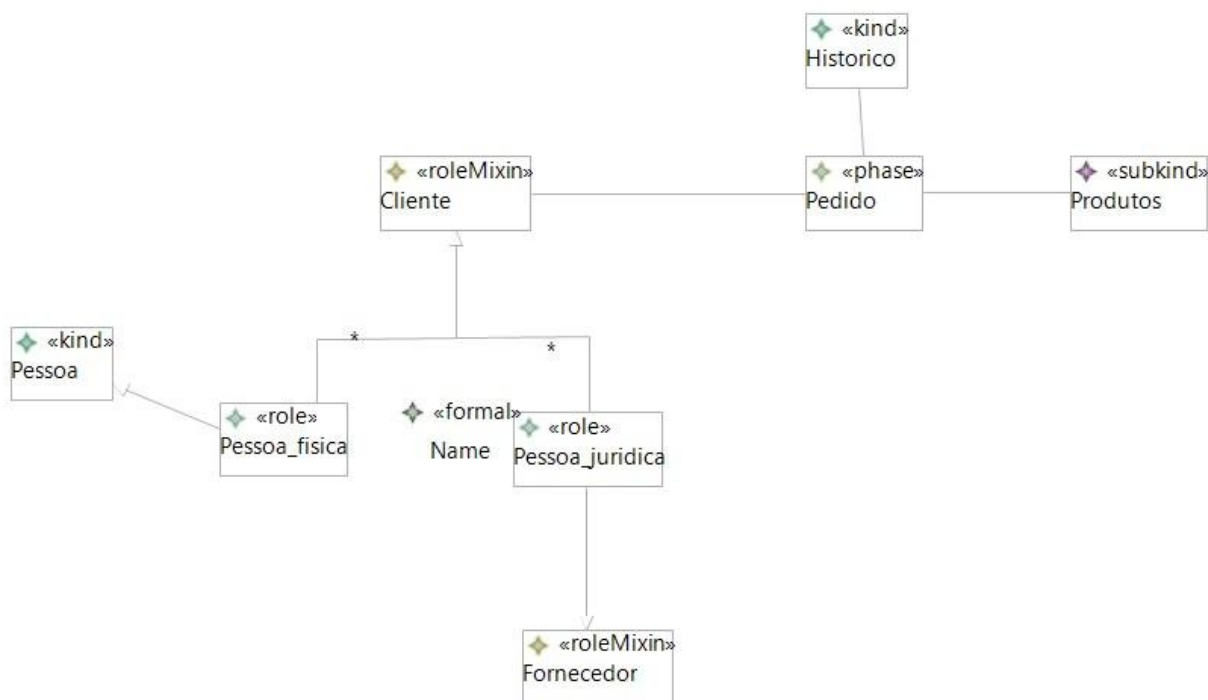 «kind»
Historico
«roleMixin»
Cliente
«phase»
Pedido
«subkind»
Produtos
«kind»
Pessoa
*
*
«role»
Pessoa_fisica
«formal»
Name
«role»
Pessoa_juridica
«roleMixin»
Fornecedor